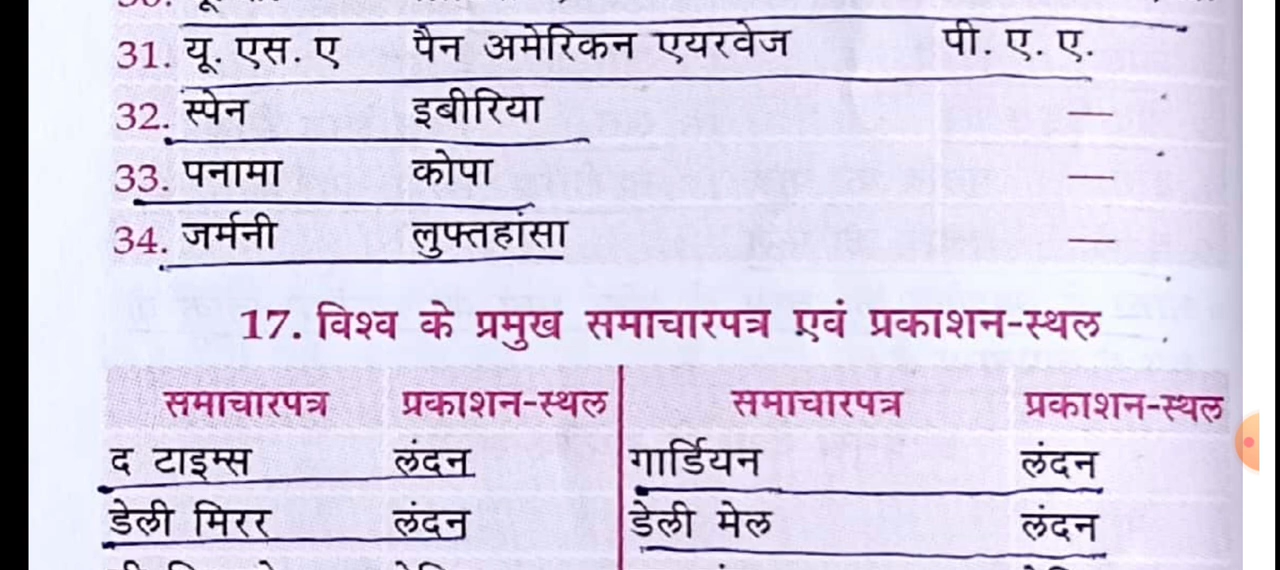 31. यू. एस. ए पैन अमेरिकन एयरवेज पी. ए. ए.
32. स्पेन इबीरिया —
33. पनामा कोपा —
34. जर्मनी लुफ्तहांसा —
17. विश्व के प्रमुख समाचारपत्र एवं प्रकाशन-स्थल
समाचारपत्र प्रकाशन-स्थल समाचारपत्र प्रकाशन-स्थल
द टाइम्स लंदन गार्डियन लंदन
डेली मिरर लंदन डेली मेल लंदन